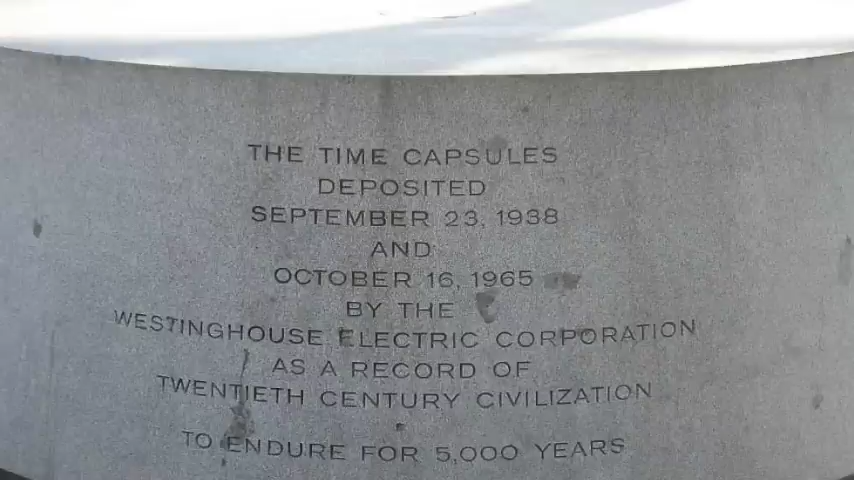 THE TIME CAPSULES
DEPOSITED
SEPTEMBER 23, 1938
AND
OCTOBER 16, 1965
BY THE
WESTINGHOUSE ELECTRIC CORPORATION
AS A RECORD OF
TWENTIETH CENTURY CIVILIZATION
TO ENDURE FOR 5,000 YEARS